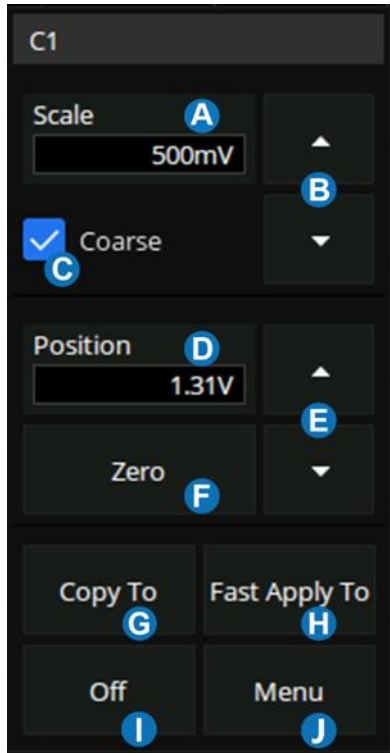 C1
Scale A
500mV
B
Coarse
C
Position D
1.31V
E
Zero
F
Copy To Fast Apply To
G H
Off Menu
I J